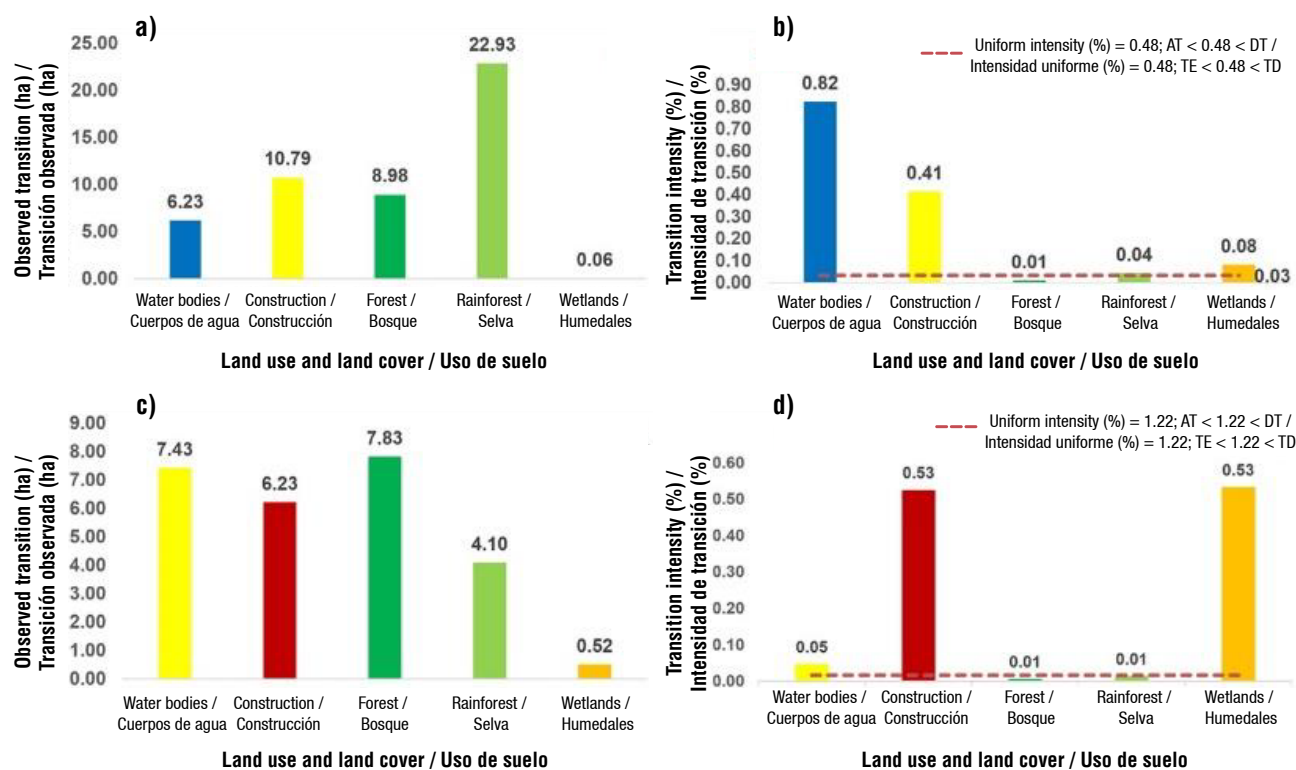 a)
Observed transition (ha) /
Transición observada (ha)
25.00
20.00
15.00
10.00
5.00
0.00
6.23
10.79
8.98
22.93
0.06
Water bodies /
Cuerpos de agua
Construction /
Construcción
Forest /
Bosque
Rainforest /
Selva
Wetlands /
Humedales
Land use and land cover / Uso de suelo
b)
Uniform intensity (%) = 0.48; AT < 0.48 < DT /
Intensidad uniforme (%) = 0.48; TE < 0.48 < TD
Transition intensity (%) /
Intensidad de transición (%)
0.90
0.80
0.70
0.60
0.50
0.40
0.30
0.20
0.10
0.00
0.82
0.41
0.01
0.04
0.08
0.03
Water bodies /
Cuerpos de agua
Construction /
Construcción
Forest /
Bosque
Rainforest /
Selva
Wetlands /
Humedales
Land use and land cover / Uso de suelo
c)
Observed transition (ha) /
Transición observada (ha)
9.00
8.00
7.00
6.00
5.00
4.00
3.00
2.00
1.00
0.00
7.43
6.23
7.83
4.10
0.52
Water bodies /
Cuerpos de agua
Construction /
Construcción
Forest /
Bosque
Rainforest /
Selva
Wetlands /
Humedales
Land use and land cover / Uso de suelo
d)
Uniform intensity (%) = 1.22; AT < 1.22 < DT /
Intensidad uniforme (%) = 1.22; TE < 1.22 < TD
Transition intensity (%) /
Intensidad de transición (%)
0.60
0.50
0.40
0.30
0.20
0.10
0.00
0.05
0.53
0.01
0.01
0.53
Water bodies /
Cuerpos de agua
Construction /
Construcción
Forest /
Bosque
Rainforest /
Selva
Wetlands /
Humedales
Land use and land cover / Uso de suelo